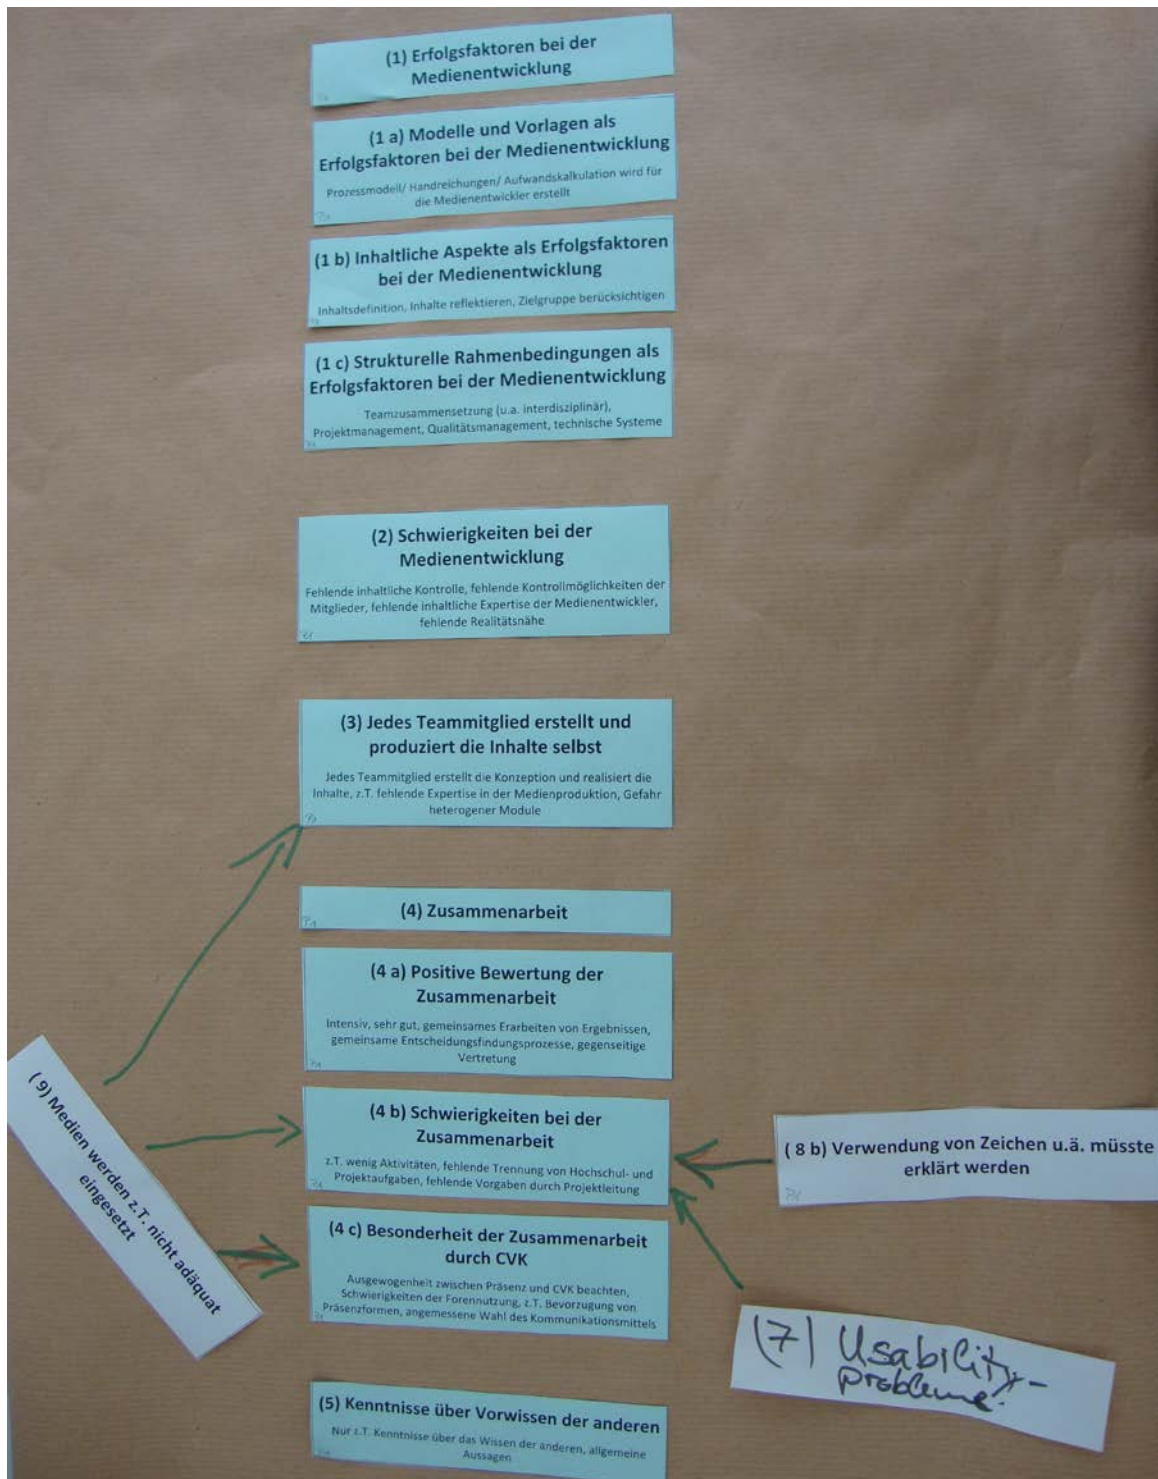 (1) Erfolgsfaktoren bei der
Medienentwicklung
(1 a) Modelle und Vorlagen als
Erfolgsfaktoren bei der Medienentwicklung
Prozessmodell/ Handreichungen/ Aufwandskalkulation wird für
die Medienentwickler erstellt
(1 b) Inhaltliche Aspekte als Erfolgsfaktoren
bei der Medienentwicklung
Inhaltsdefinition, Inhalte reflektieren, Zielgruppe berücksichtigen
(1 c) Strukturelle Rahmenbedingungen als
Erfolgsfaktoren bei der Medienentwicklung
Teamzusammensetzung (u.a. interdisziplinär),
Projektmanagement, Qualitätsmanagement, technische Systeme
(2) Schwierigkeiten bei der
Medienentwicklung
Fehlende inhaltliche Kontrolle, fehlende Kontrollmöglichkeiten der
Mitglieder, fehlende inhaltliche Expertise der Medienentwickler,
fehlende Realitätsnähe
(3) Jedes Teammitglied erstellt und
produziert die Inhalte selbst
Jedes Teammitglied erstellt die Konzeption und realisiert die
Inhalte, z.T. fehlende Expertise in der Medienproduktion, Gefahr
heterogener Module
(4) Zusammenarbeit
(4 a) Positive Bewertung der
Zusammenarbeit
Intensiv, sehr gut, gemeinsames Erarbeiten von Ergebnissen,
gemeinsame Entscheidungsfindungsprozesse, gegenseitige
Vertretung
(4 b) Schwierigkeiten bei der
Zusammenarbeit
z.T. wenig Aktivitäten, fehlende Trennung von Hochschul- und
Projektaufgaben, fehlende Vorgaben durch Projektleitung
(4 c) Besonderheit der Zusammenarbeit
durch CVK
Ausgewogenheit zwischen Präsenz und CVK beachten,
Schwierigkeiten der Forennutzung, z.T. Bevorzugung von
Präsenzformen, angemessene Wahl des Kommunikationsmittels
(5) Kenntnisse über Vorwissen der anderen
Nur z.T. Kenntnisse über das Wissen der anderen, allgemeine
Aussagen
( 9) Medien werden z.T. nicht adäquat
eingesetzt
( 8 b) Verwendung von Zeichen u.ä. müsste
erklärt werden
(7) Usability-
probleme.